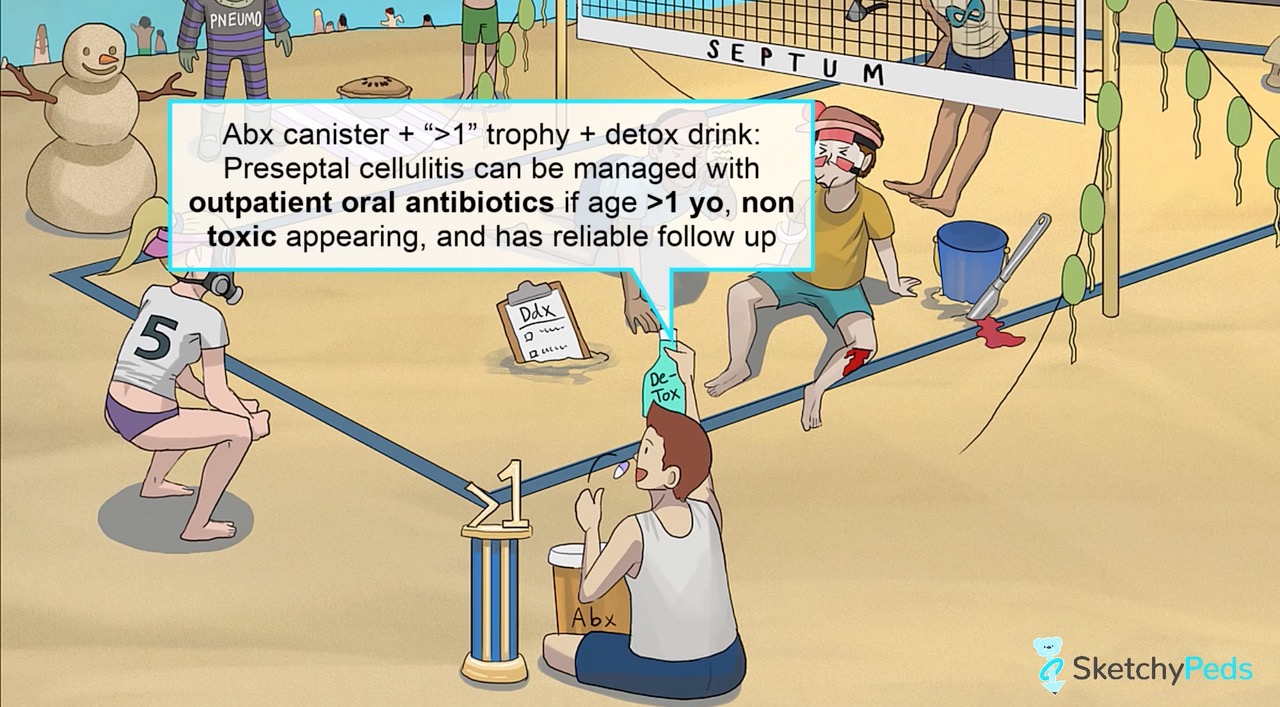 PNEUMO
SEPTUM
Abx canister + “>1” trophy + detox drink:
Preseptal cellulitis can be managed with
outpatient oral antibiotics if age >1 yo, non
toxic appearing, and has reliable follow up
5
Ddx
De-
Tox
>1
Abx
SketchyPeds